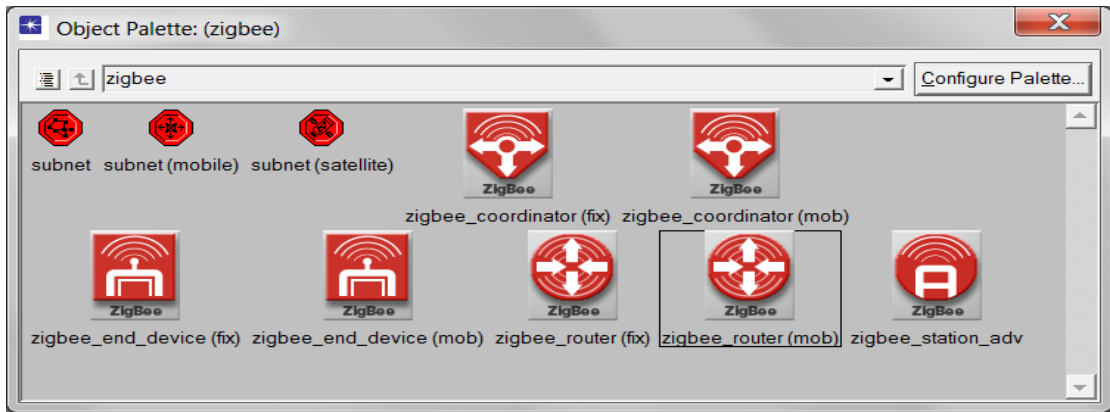 Object Palette: (zigbee)
zigbee
Configure Palette...
ZigBee ZigBee
subnet subnet (mobile) subnet (satellite)
zigbee_coordinator (fix) zigbee_coordinator (mob)
ZigBee ZigBee ZigBee ZigBee ZigBee
zigbee_end_device (fix) zigbee_end_device (mob) zigbee_router (fix) zigbee_router (mob) zigbee_station_adv